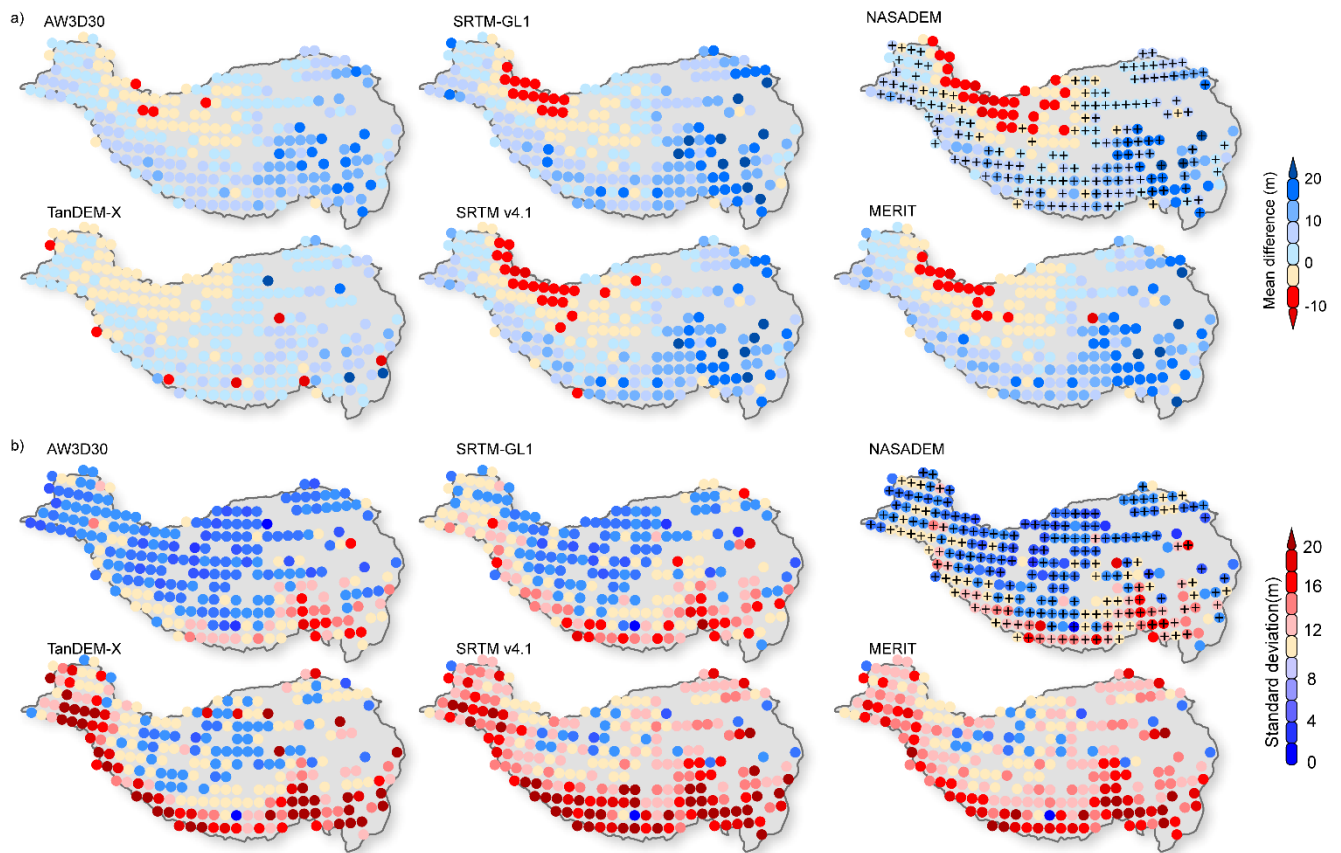 a)
AW3D30
SRTM-GL1
NASADEM
TanDEM-X
SRTM v4.1
MERIT
20
10
0
-10
Mean difference (m)
b)
AW3D30
SRTM-GL1
NASADEM
TanDEM-X
SRTM v4.1
MERIT
20
16
12
8
4
0
Standard deviation(m)